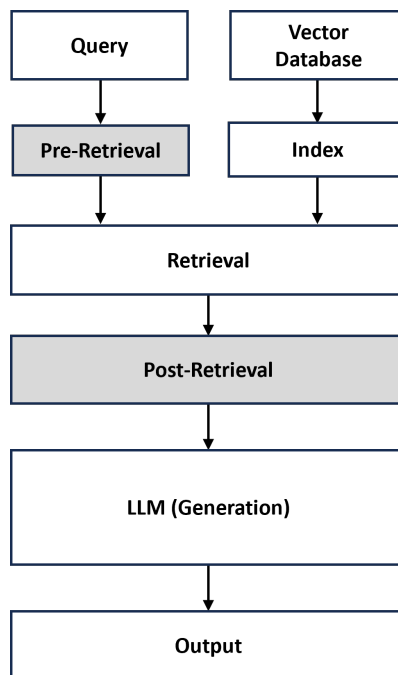 Query
Vector
Database
Pre-Retrieval
Index
Retrieval
Post-Retrieval
LLM (Generation)
Output